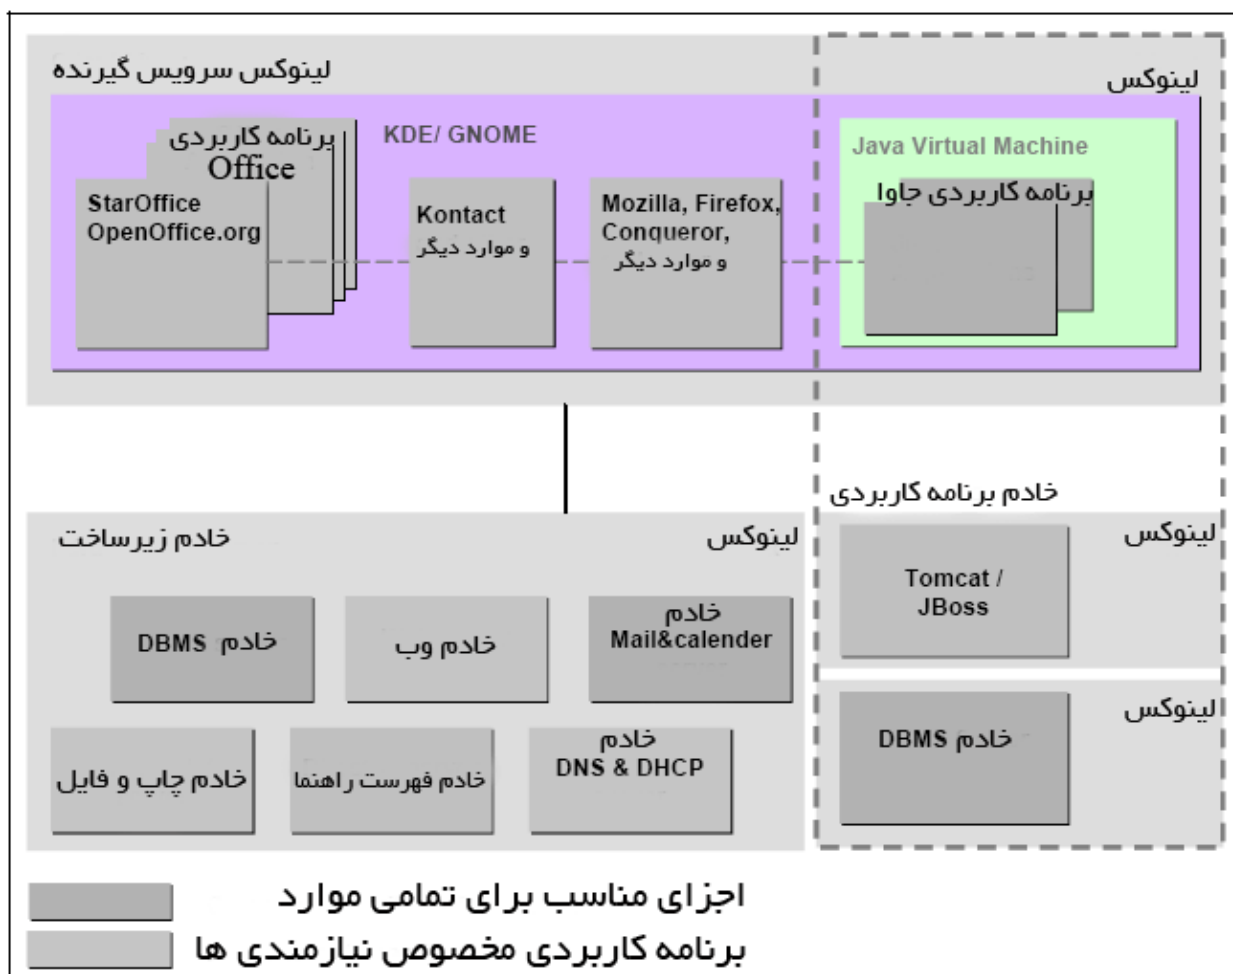 لینوکس سرویس گیرنده
لینوکس
برنامه کاربردی
Office
StarOffice
OpenOffice.org
KDE/ GNOME
Kontact
و موارد دیگر
Mozilla, Firefox,
Conqueror,
و موارد دیگر
Java Virtual Machine
برنامه کاربردی جاوا
خادم برنامه کاربردی
لینوکس
Tomcat /
JBoss
لینوکس
خادم DBMS
لینوکس
خادم زیرساخت
خادم
Mail&calender
خادم وب
خادم DBMS
خادم
DNS & DHCP
خادم فهرست راهنما
خادم چاپ و فایل
اجزای مناسب برای تمامی موارد
برنامه کاربردی مخصوص نیازمندی ها